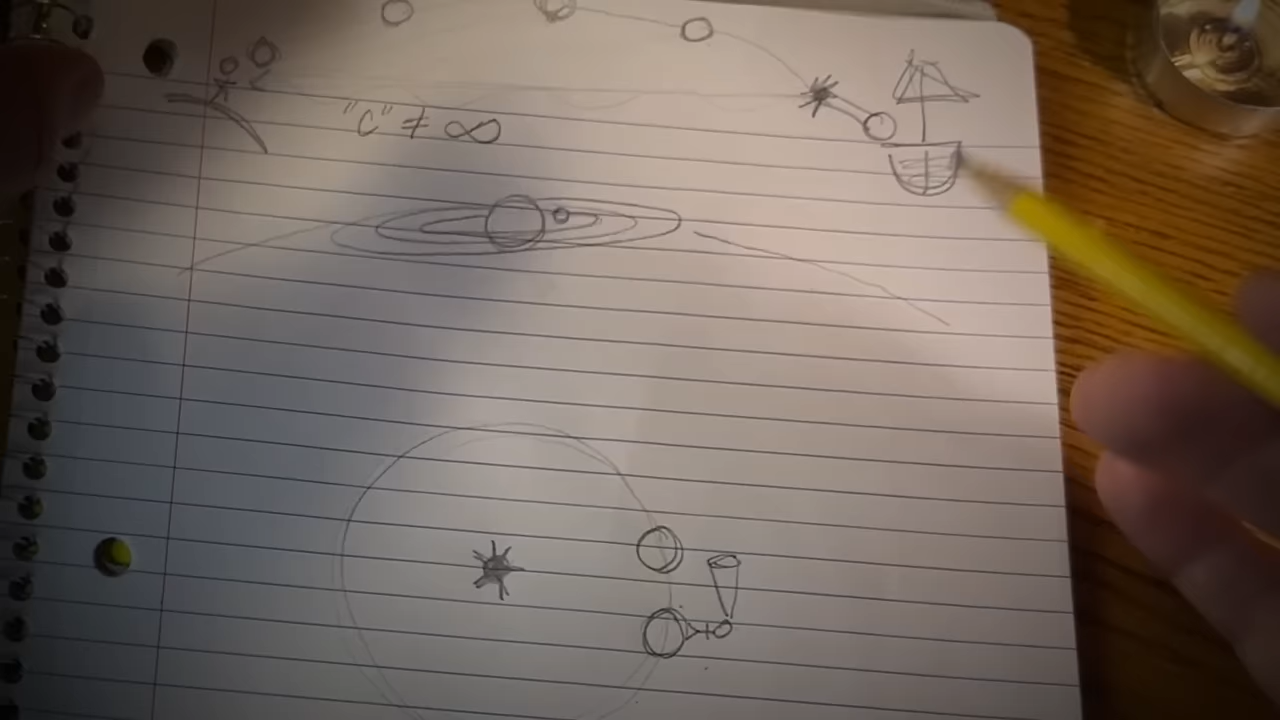 "c" ≠ ∞